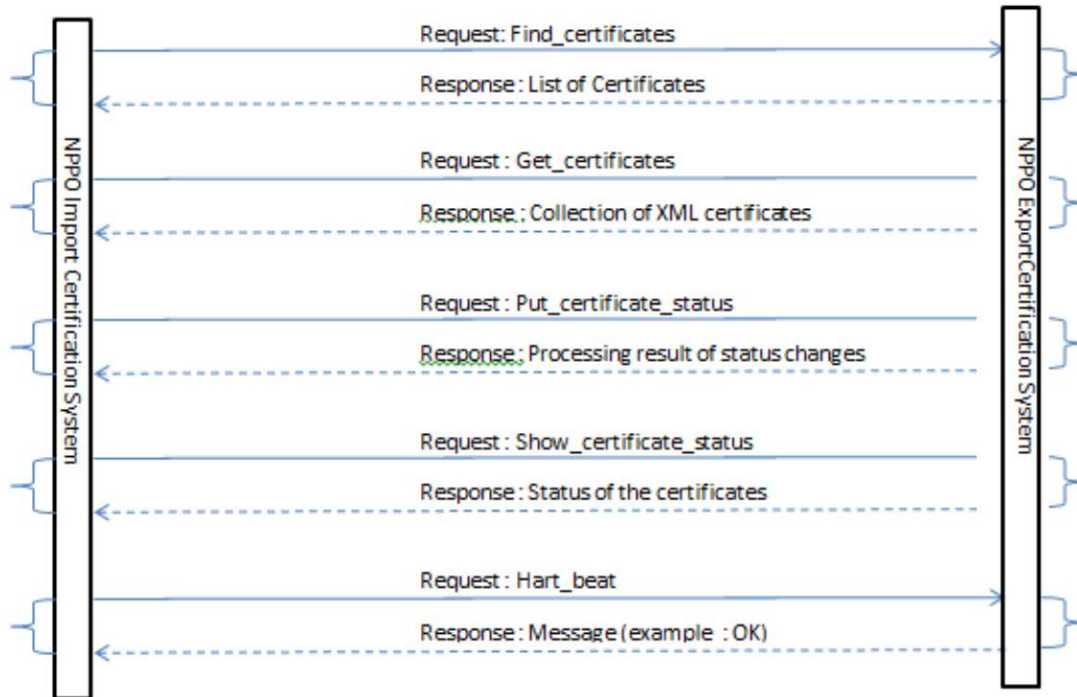 Request: Find_certificates
Response: List of Certificates
Request: Get_certificates
Response: Collection of XML certificates
Request: Put_certificate_status
Response: Processing result of status changes
Request: Show_certificate_status
Response: Status of the certificates
Request: Hart_beat
Response: Message (example : OK)
NPPO Import Certification System
NPPO ExportCertification System